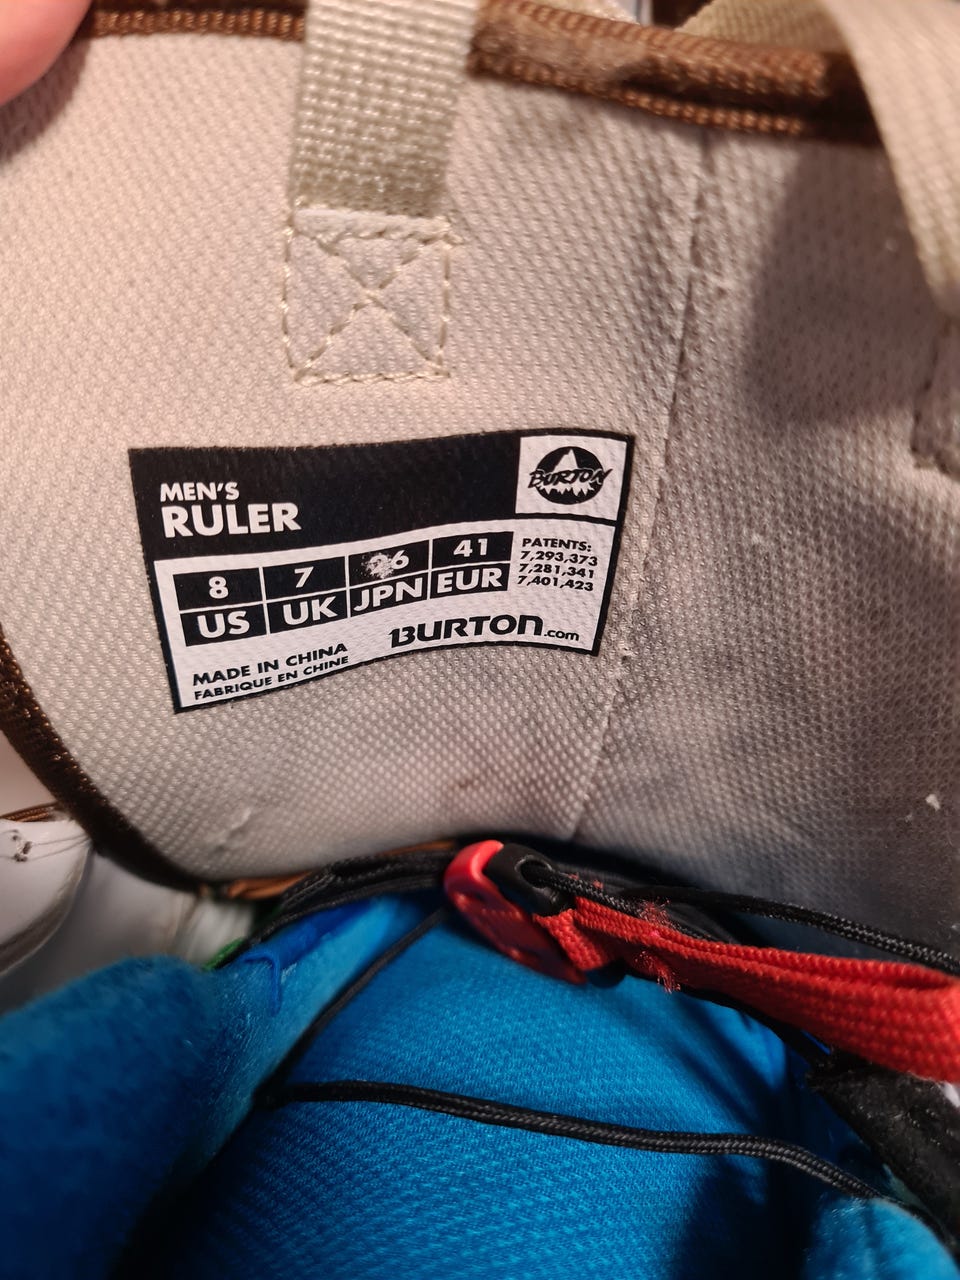 MEN'S
RULER
BURTON
8 7 26 41
US UK JPN EUR
PATENTS:
7,293,373
7,281,341
7,401,423
BURTON.com
MADE IN CHINA
FABRIQUE EN CHINE